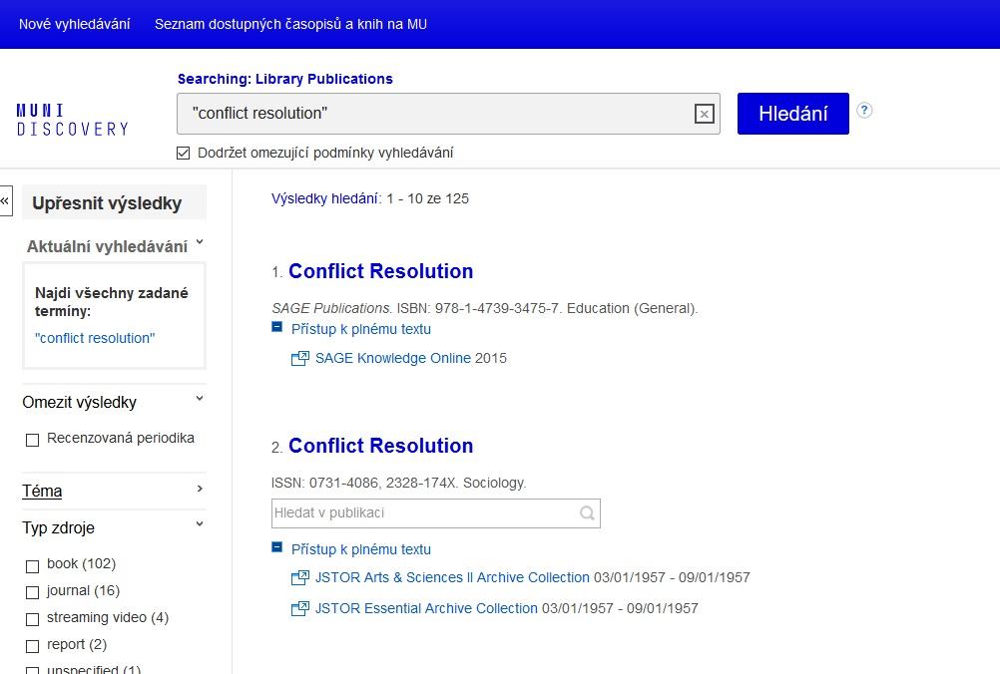 Nové vyhledávání Seznam dostupných časopisů a knih na MU
Searching: Library Publications
MUNI
DISCOVERY
"conflict resolution"
Hledání
?
Dodržet omezující podmínky vyhledávání
«
Upřesnit výsledky
Aktuální vyhledávání
Najdi všechny zadané
termíny:
"conflict resolution"
Omezit výsledky
Recenzovaná periodika
Téma
Typ zdroje
book (102)
journal (16)
streaming video (4)
report (2)
unspecified (1)
Výsledky hledání: 1 - 10 ze 125
1. Conflict Resolution
SAGE Publications. ISBN: 978-1-4739-3475-7. Education (General).
Přístup k plnému textu
SAGE Knowledge Online 2015
2. Conflict Resolution
ISSN: 0731-4086, 2328-174X. Sociology.
Hledat v publikaci
Přístup k plnému textu
JSTOR Arts & Sciences II Archive Collection 03/01/1957 - 09/01/1957
JSTOR Essential Archive Collection 03/01/1957 - 09/01/1957